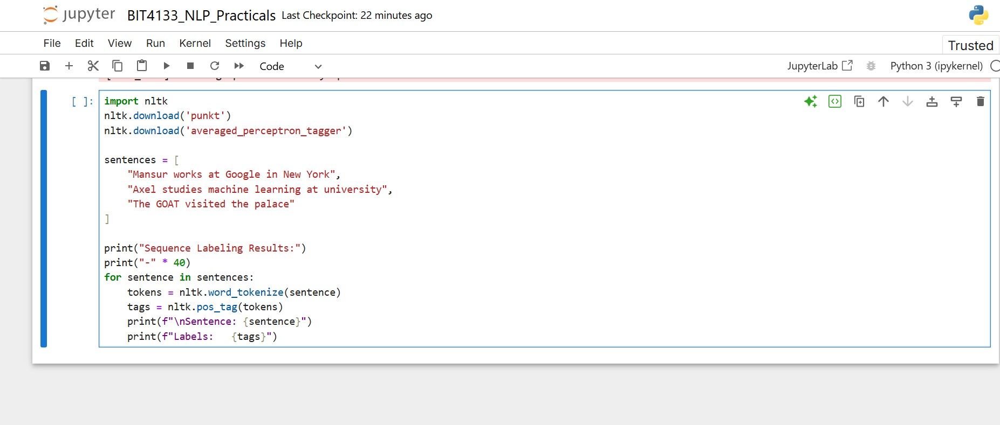 jupyter BIT4133_NLP_Practicals Last Checkpoint: 22 minutes ago
File Edit View Run Kernel Settings Help
Trusted
Code
JupyterLab
Python 3 (ipykernel)
[ ]:
import nltk
nltk.download('punkt')
nltk.download('averaged_perceptron_tagger')
sentences = [
    "Mansur works at Google in New York",
    "Axel studies machine learning at university",
    "The GOAT visited the palace"
]
print("Sequence Labeling Results:")
print("-" * 40)
for sentence in sentences:
    tokens = nltk.word_tokenize(sentence)
    tags = nltk.pos_tag(tokens)
    print(f"\nSentence: {sentence}")
    print(f"Labels:   {tags}")